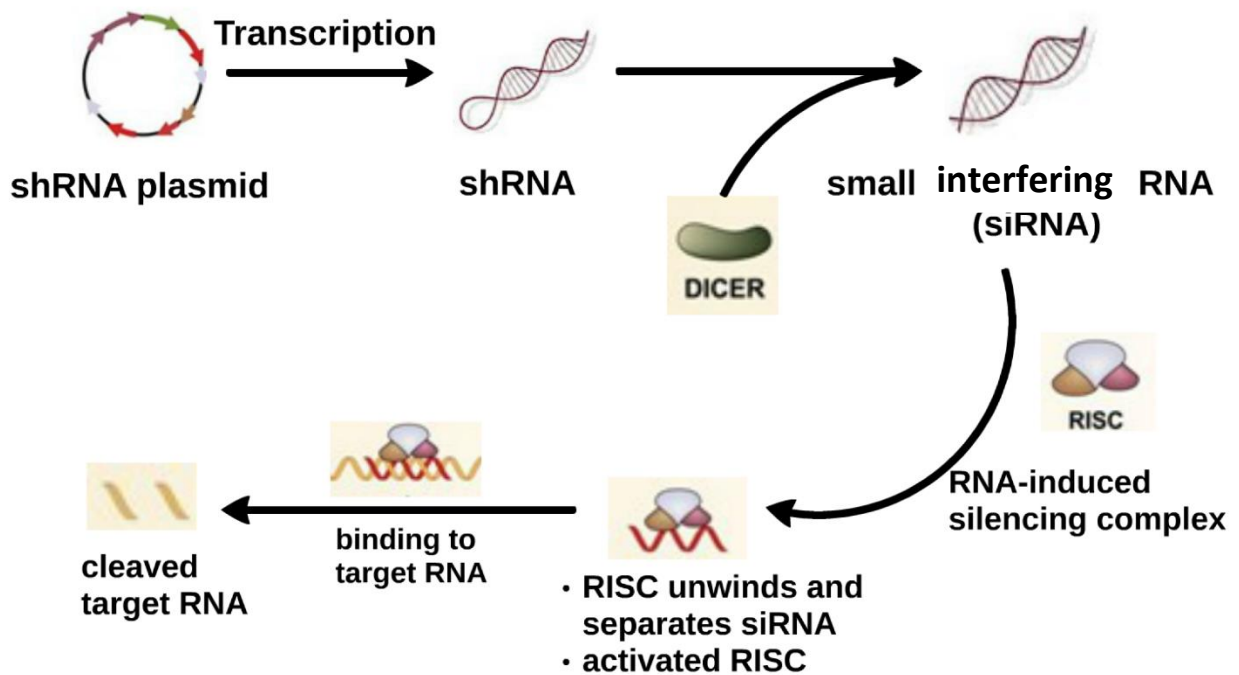 Transcription
shRNA plasmid
shRNA
DICER
small interfering RNA
(siRNA)
RISC
RNA-induced
silencing complex
· RISC unwinds and
separates siRNA
· activated RISC
binding to
target RNA
cleaved
target RNA